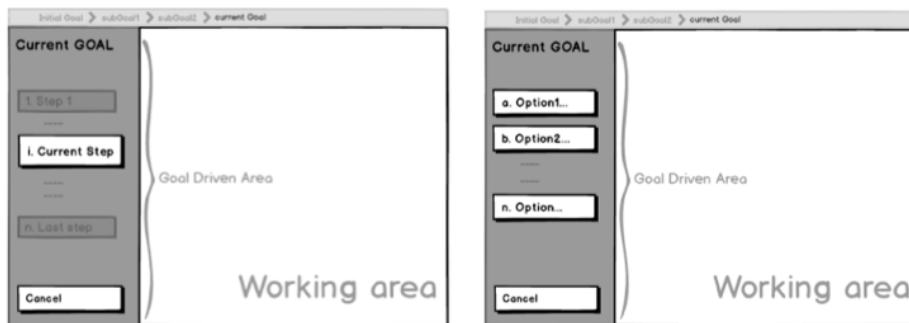 Initial Goal subGoal1 subGoal2 current Goal
Current GOAL
1. Step 1
i. Current Step
n. Last step
Cancel
Goal Driven Area
Working area
Initial Goal subGoal1 subGoal2 current Goal
Current GOAL
a. Option1...
b. Option2...
n. Option...
Cancel
Goal Driven Area
Working area